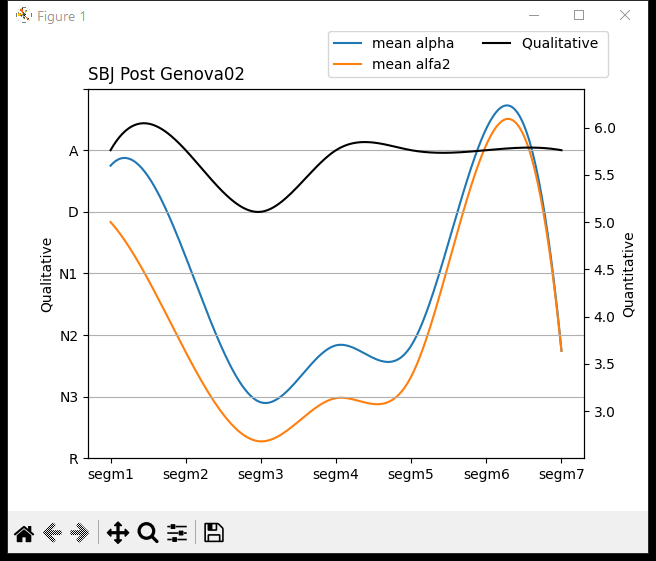 Figure 1
mean alpha
mean alfa2
Qualitative
SBJ Post Genova02
A
D
N1
N2
N3
R
Qualitative
6.0
5.5
5.0
4.5
4.0
3.5
3.0
Quantitative
segm1 segm2 segm3 segm4 segm5 segm6 segm7